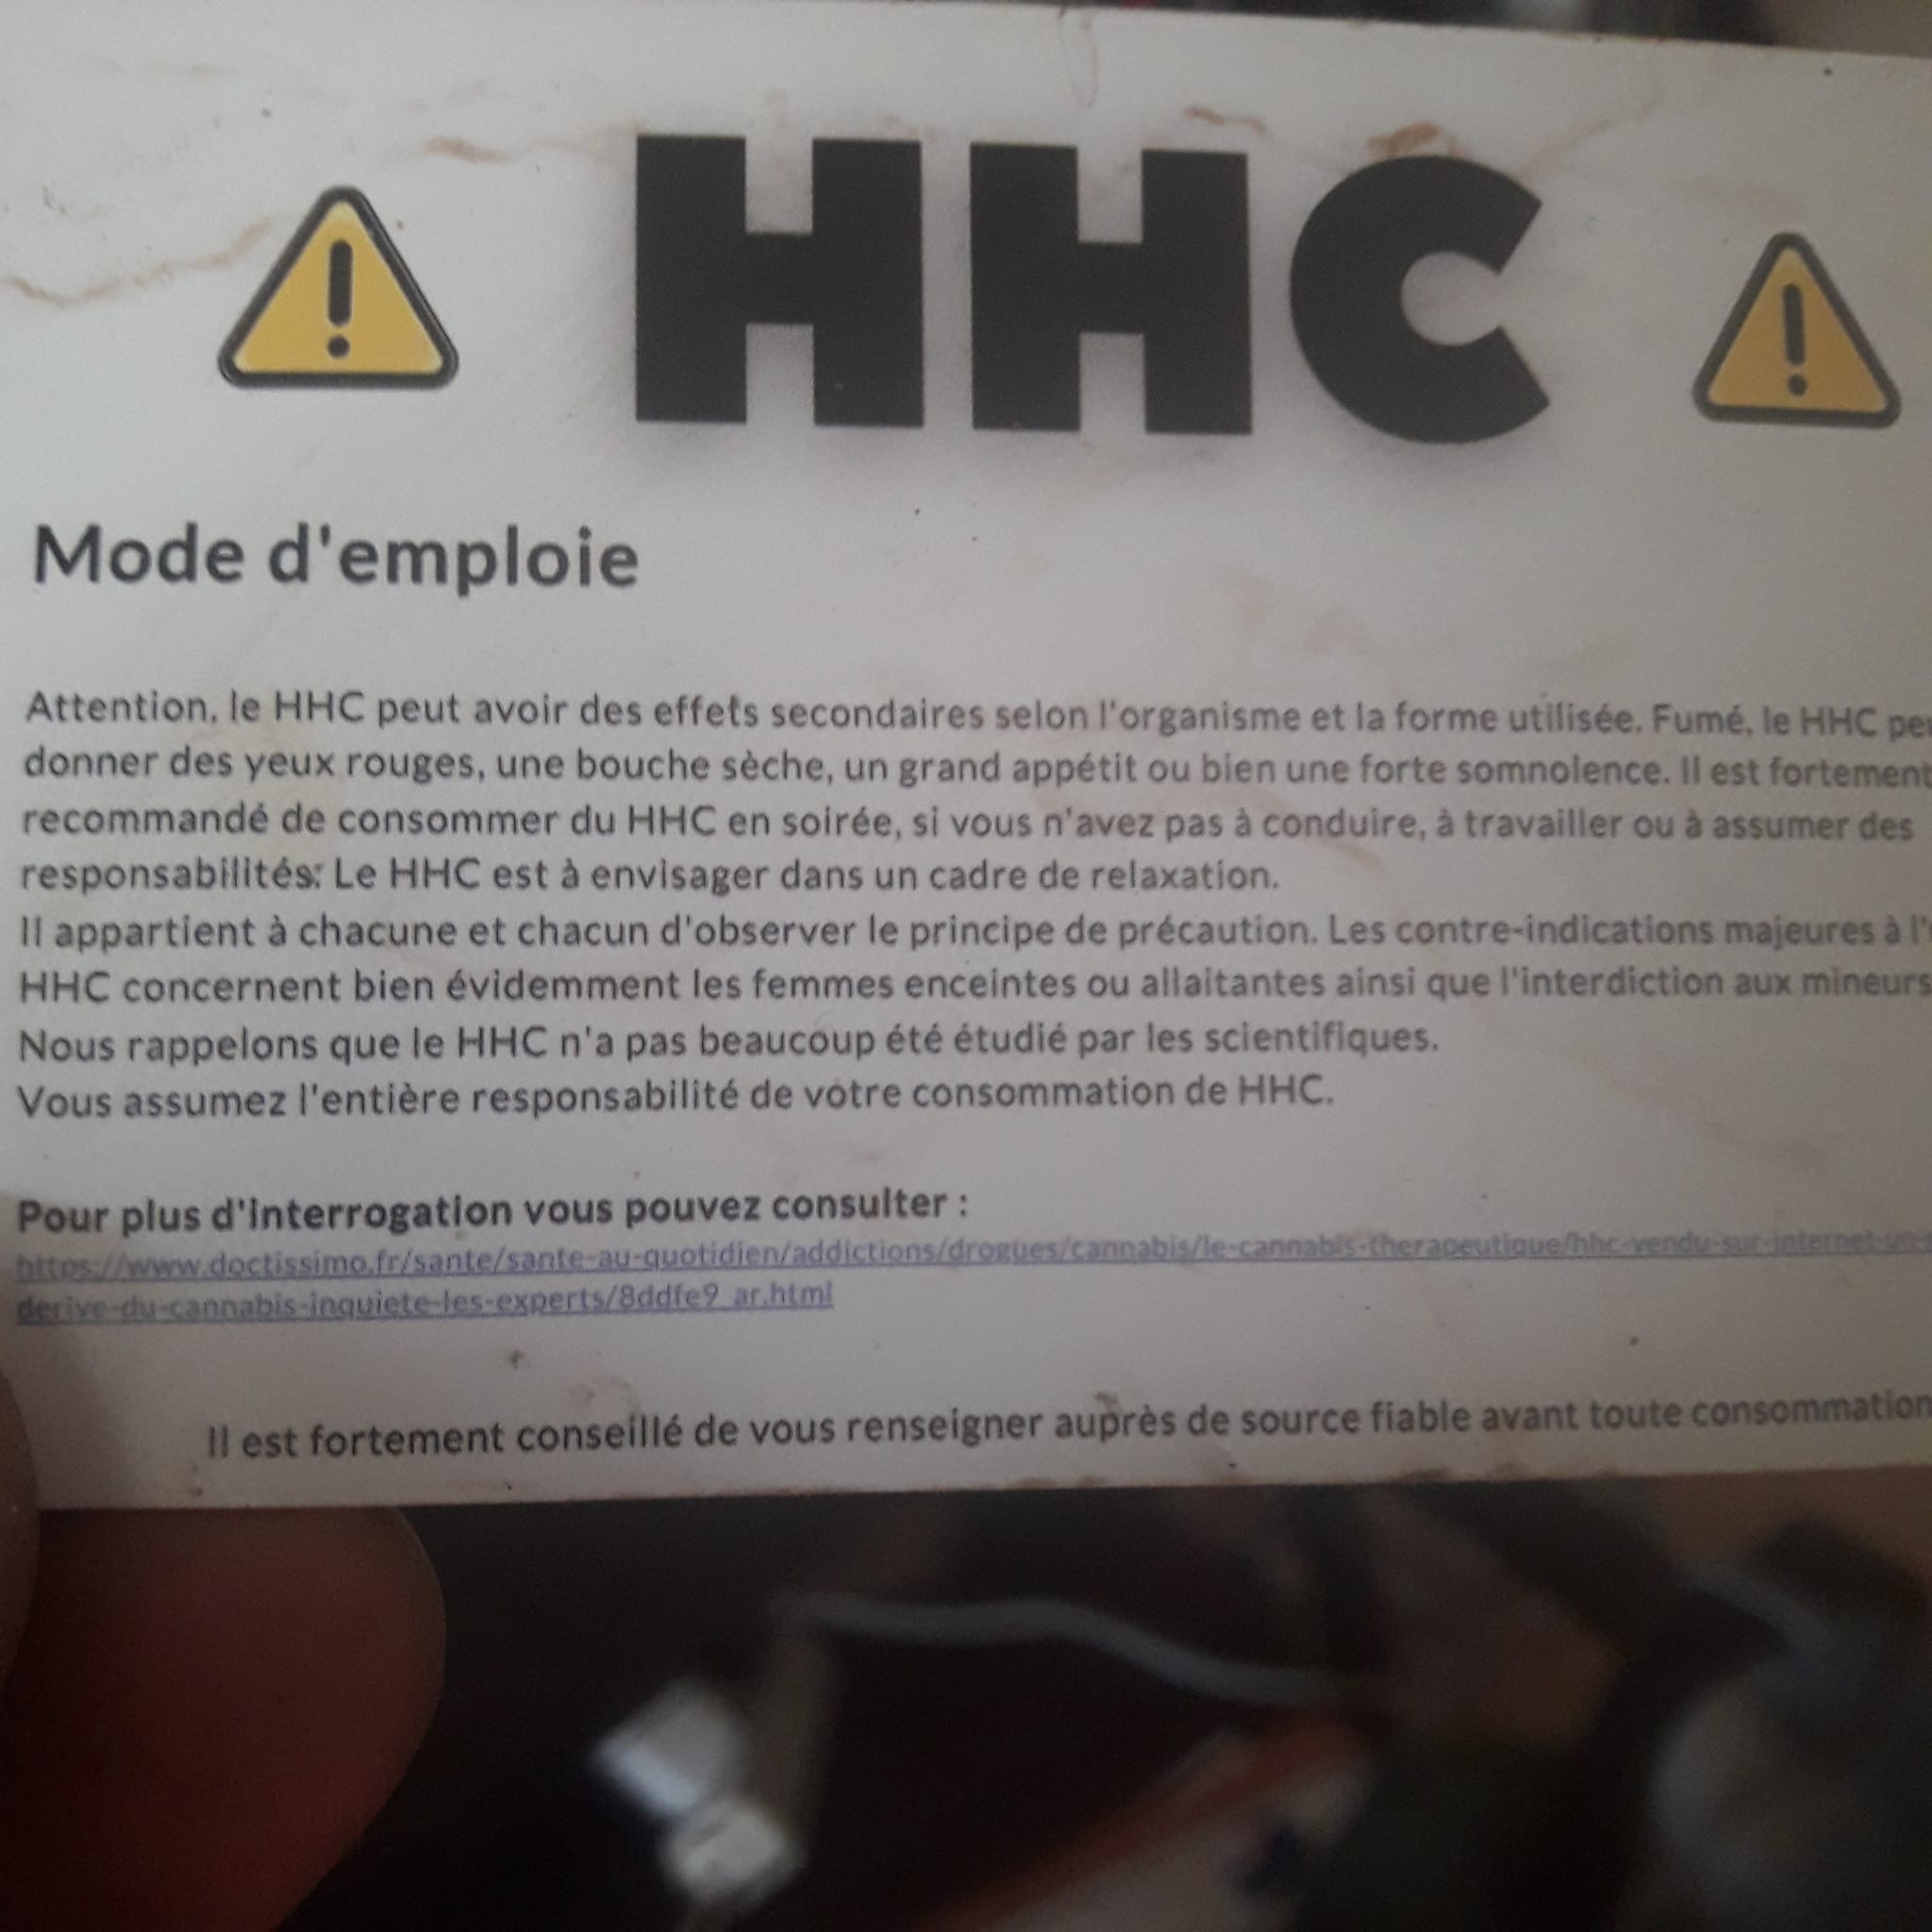 HHC
Mode d'emploie
Attention, le HHC peut avoir des effets secondaires selon l'organisme et la forme utilisée. Fumé, le HHC
donner des yeux rouges, une bouche sèche, un grand appétit ou bien une forte somnolence. Il est fortement
recommandé de consommer du HHC en soirée, si vous n'avez pas à conduire, à travailler ou à assumer des
responsabilités: Le HHC est à envisager dans un cadre de relaxation.
Il appartient à chacune et chacun d'observer le principe de précaution. Les contre-indications majeures à
HHC concernent bien évidemment les femmes enceintes ou allaitantes ainsi que l'interdiction aux mineurs
Nous rappelons que le HHC n'a pas beaucoup été étudié par les scientifiques.
Vous assumez l'entière responsabilité de votre consommation de HHC.
Pour plus d'interrogation vous pouvez consulter :
https://www.doctissimo.fr/sante/sante-au-quotidien/addictions/drogues/cannabis/le-cannabis-therapeutique/hhc-vendu-sur-internet-un-
derive-du-cannabis-inquiete-les-experts/8ddfe9_ar.html
Il est fortement conseillé de vous renseigner auprès de source fiable avant toute consommation